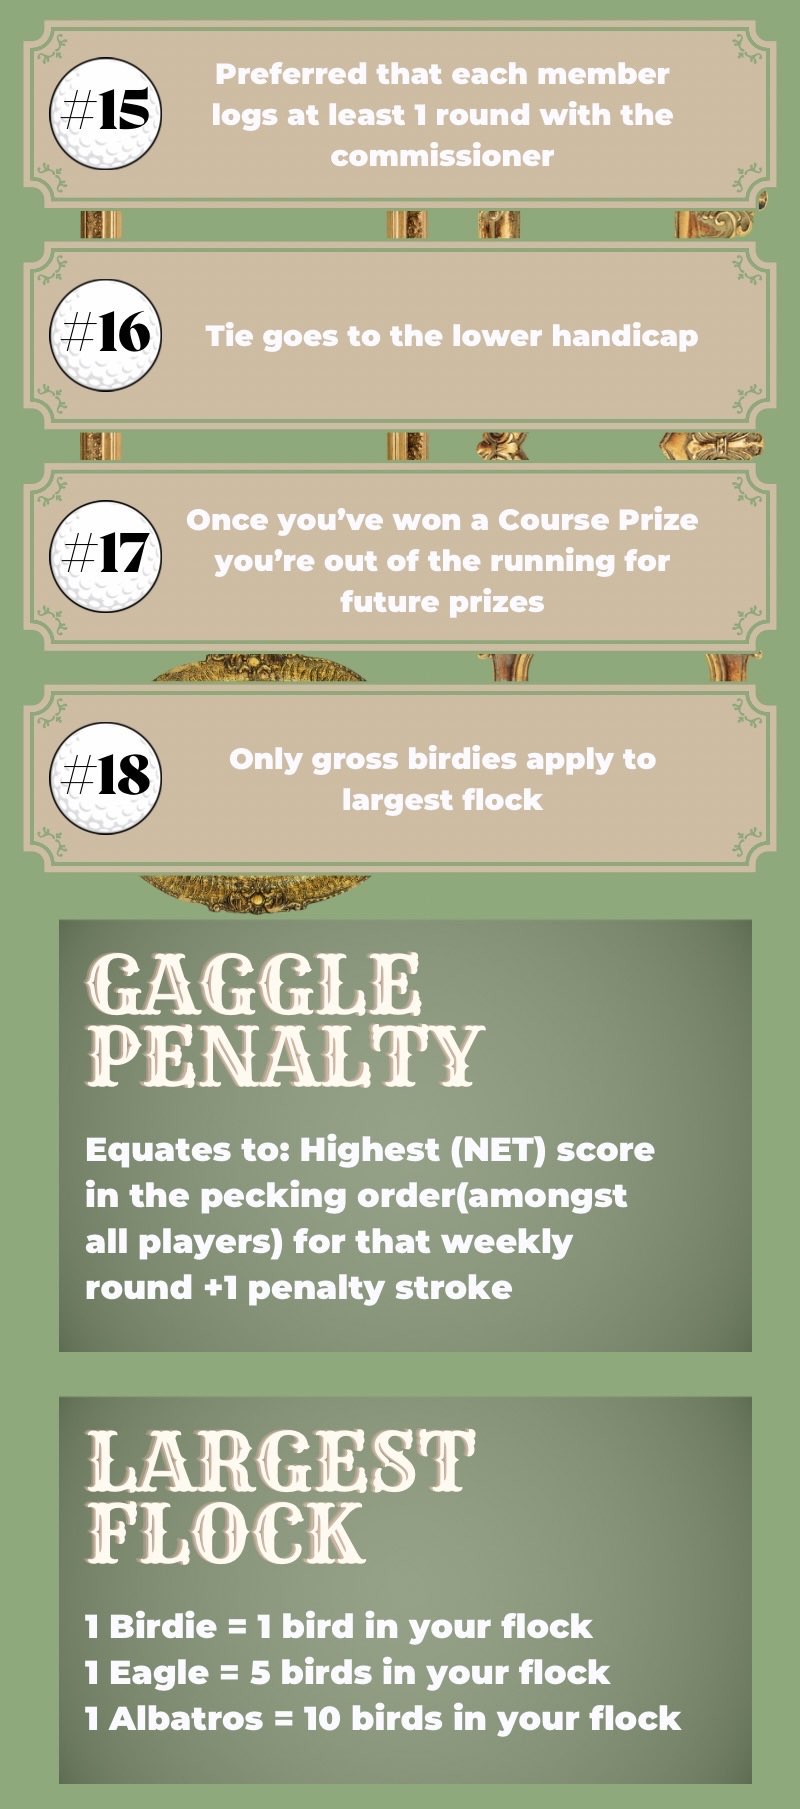 #15
Preferred that each member
logs at least 1 round with the
commissioner
#16
Tie goes to the lower handicap
#17
Once you’ve won a Course Prize
you’re out of the running for
future prizes
#18
Only gross birdies apply to
largest flock
GAGGLE
PENALTY
Equates to: Highest (NET) score
in the pecking order(amongst
all players) for that weekly
round +1 penalty stroke
LARGEST
FLOCK
1 Birdie = 1 bird in your flock
1 Eagle = 5 birds in your flock
1 Albatros = 10 birds in your flock